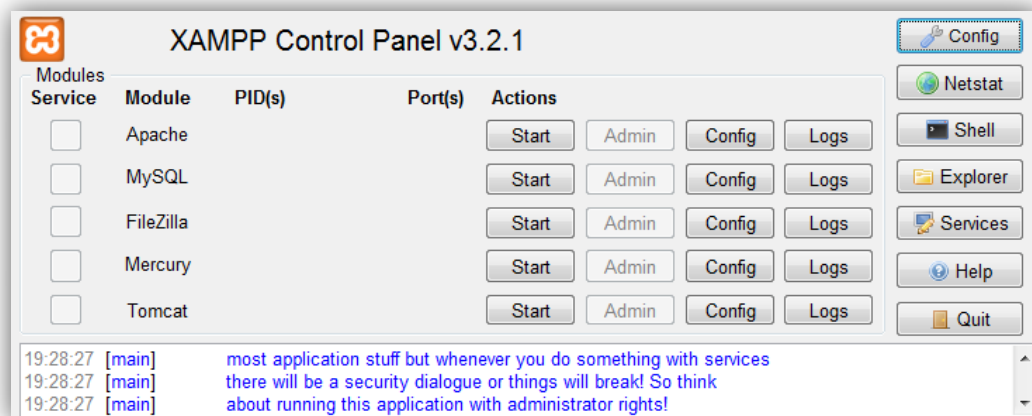 XAMPP Control Panel v3.2.1
Config
Modules
Netstat
Service Module PID(s) Port(s) Actions
Apache Start Admin Config Logs
Shell
MySQL Start Admin Config Logs
Explorer
FileZilla Start Admin Config Logs
Services
Mercury Start Admin Config Logs
Help
Tomcat Start Admin Config Logs
Quit
19:28:27 [main] most application stuff but whenever you do something with services
19:28:27 [main] there will be a security dialogue or things will break! So think
19:28:27 [main] about running this application with administrator rights!